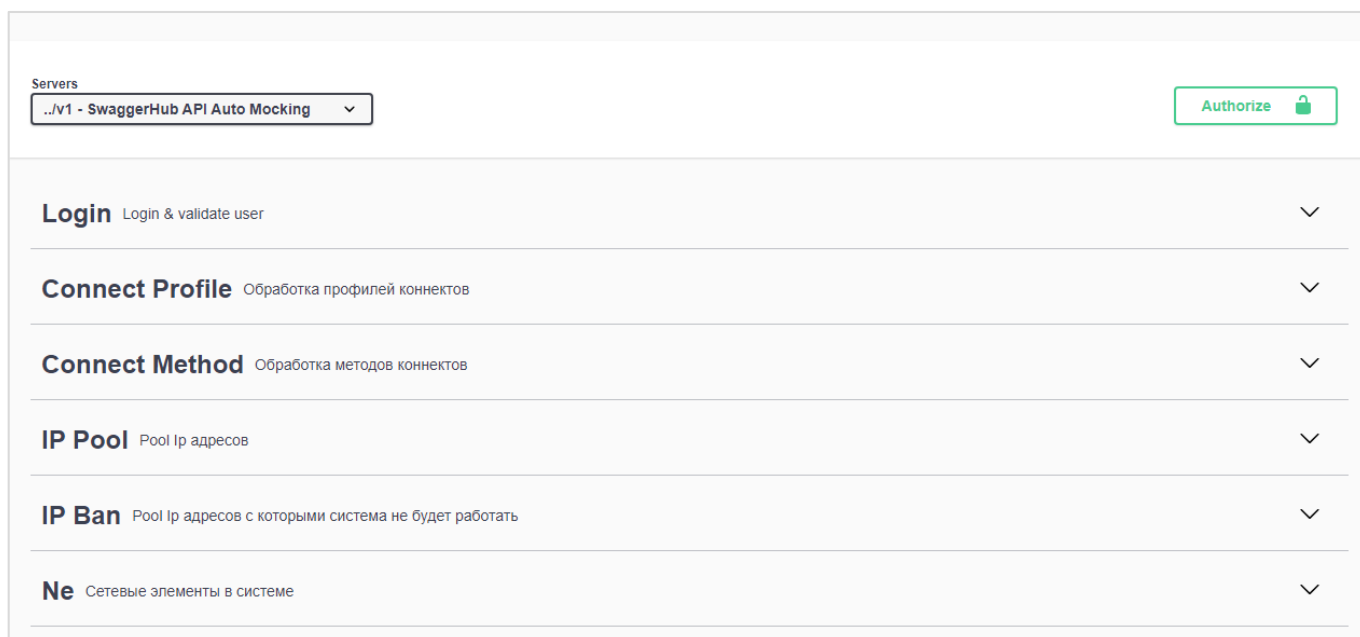 Servers
../v1 - SwaggerHub API Auto Mocking
Authorize
Login Login & validate user
Connect Profile Обработка профилей коннектов
Connect Method Обработка методов коннектов
IP Pool Pool Ip адресов
IP Ban Pool Ip адресов с которыми система не будет работать
Ne Сетевые элементы в системе